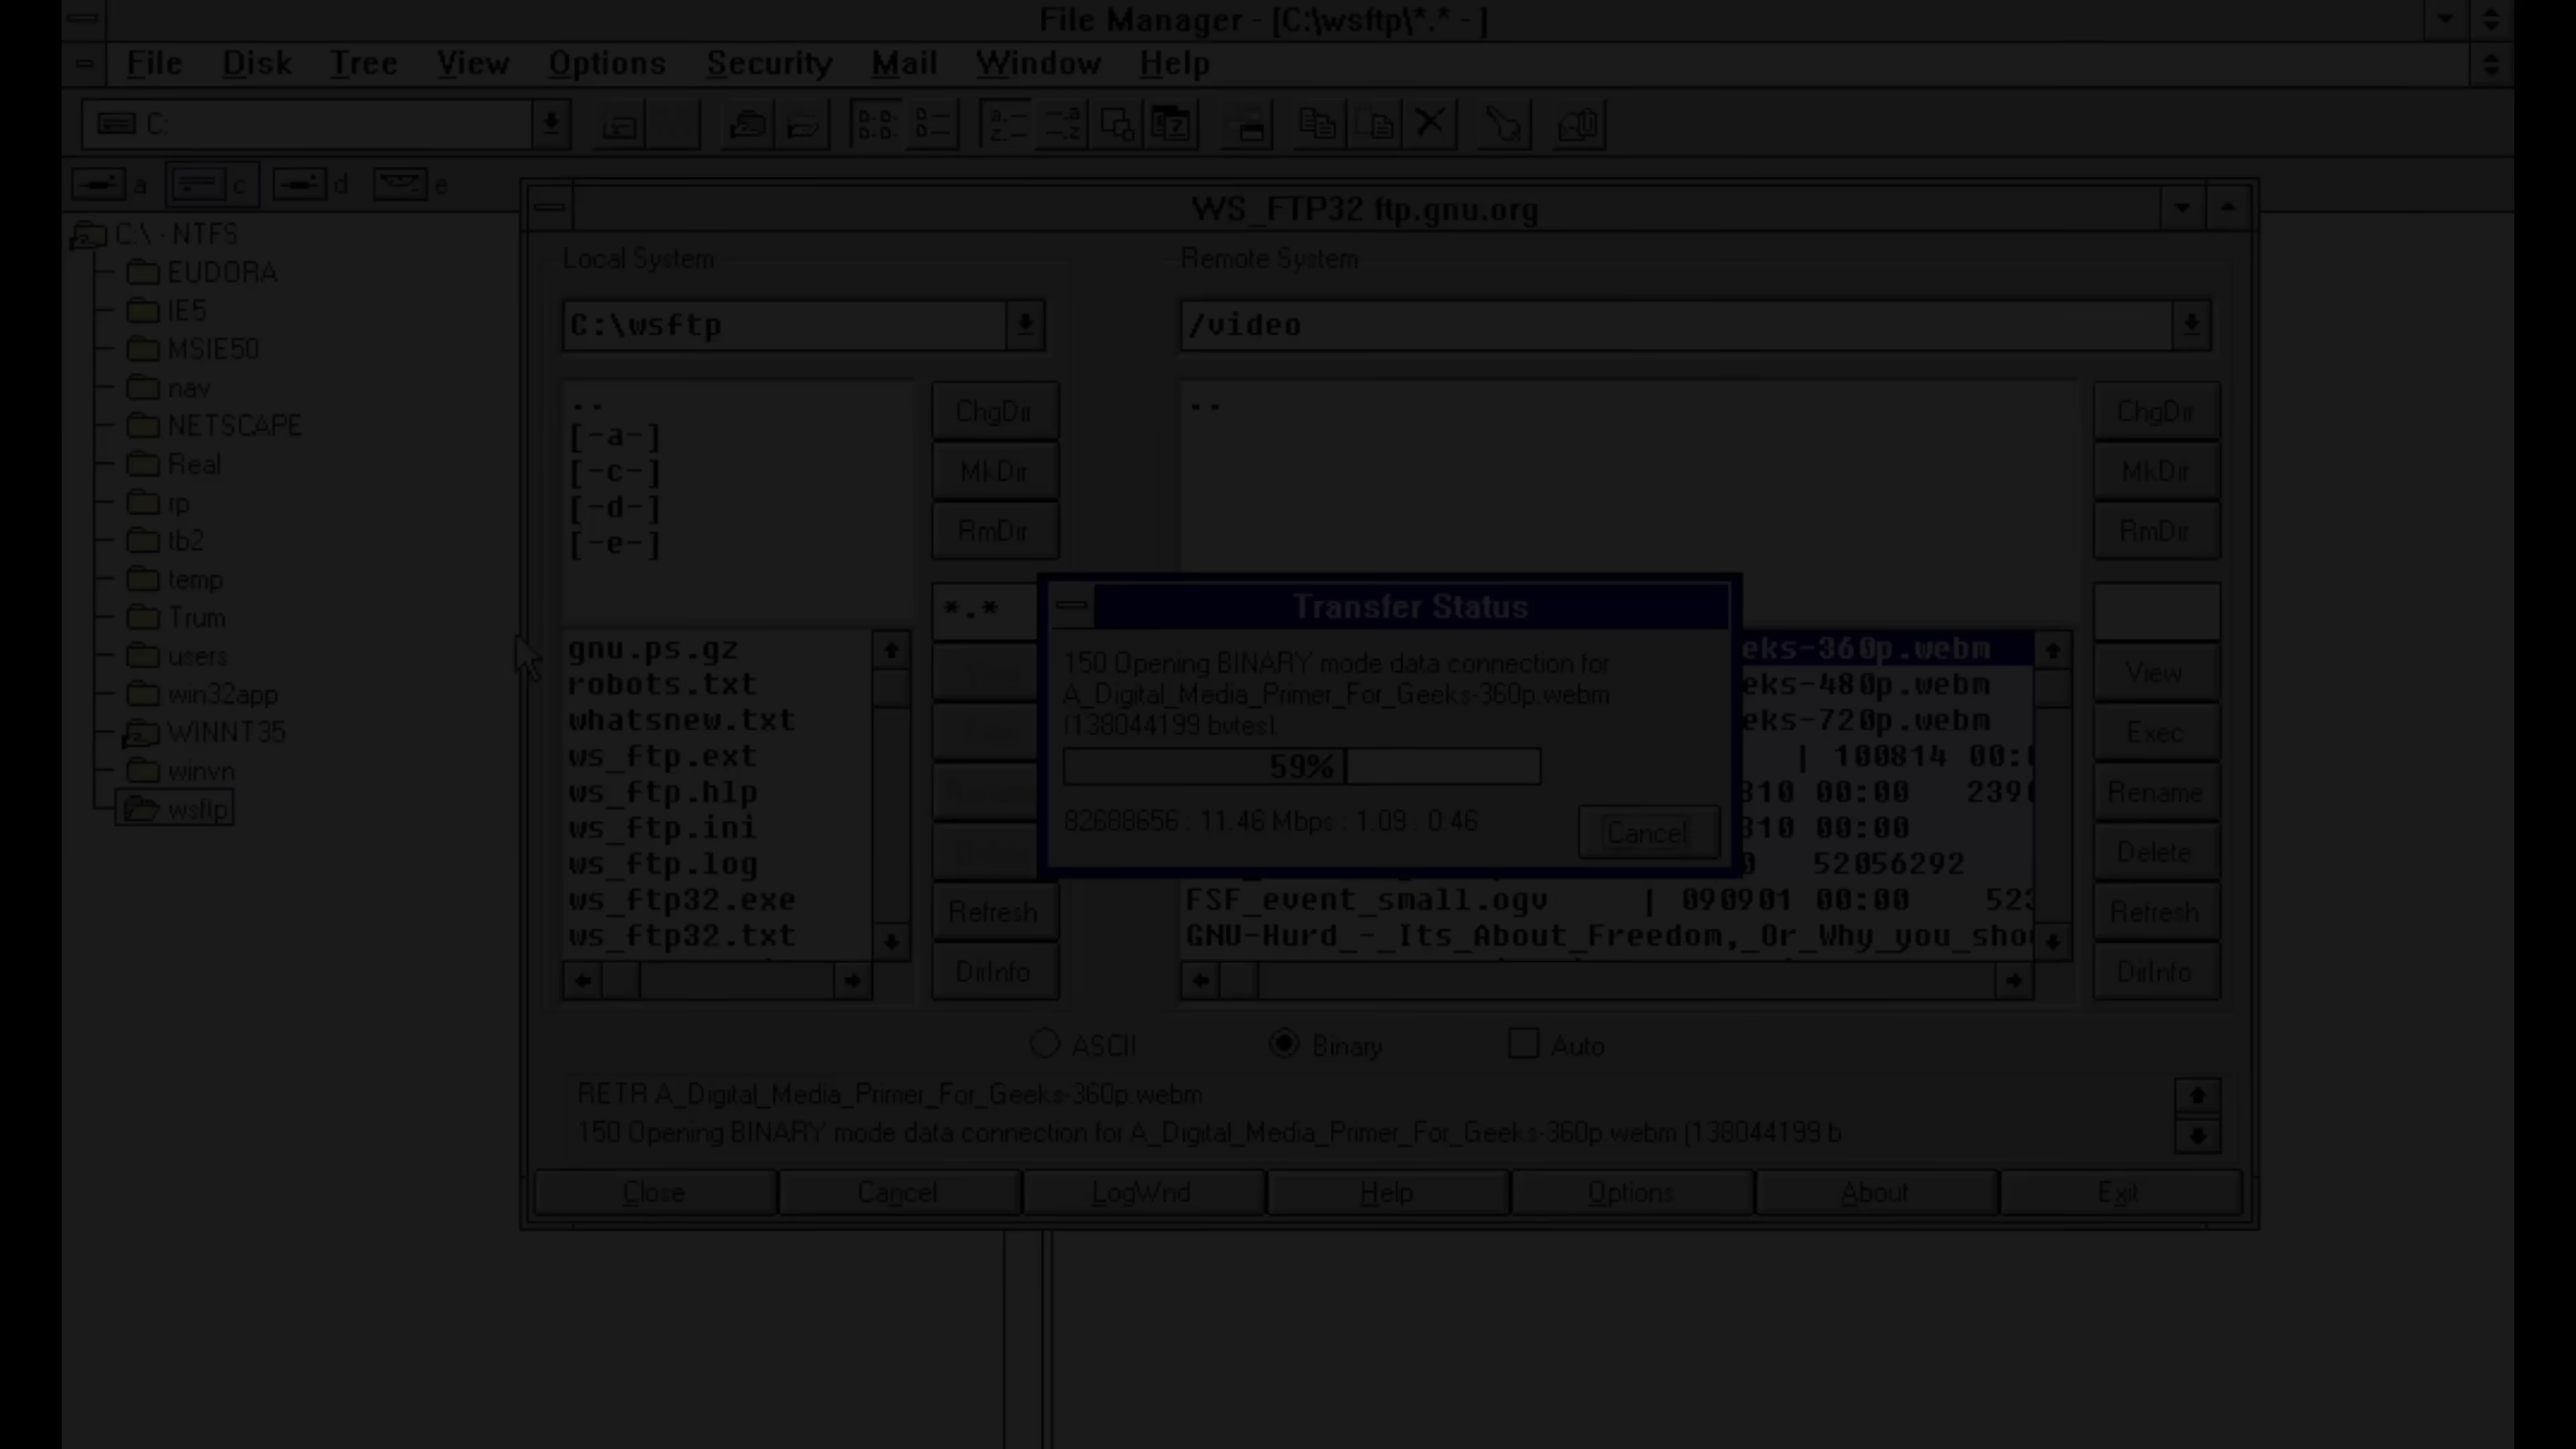 File Manager - [C:\wsftp\*.* - ]
File Disk Tree View Options Security Mail Window Help
C:
a c d e
C:\ - NTFS
EUDORA
IE5
MSIE50
nav
NETSCAPE
Real
rp
tb2
temp
Trum
users
win32app
WINNT35
winvn
wsftp
WS_FTP32 ftp.gnu.org
Local System
C:\wsftp
..
[-a-]
[-c-]
[-d-]
[-e-]
ChgDir
MkDir
RmDir
*.*
Refresh
DirInfo
gnu.ps.gz
robots.txt
whatsnew.txt
ws_ftp.ext
ws_ftp.hlp
ws_ftp.ini
ws_ftp.log
ws_ftp32.exe
ws_ftp32.txt
Remote System
/video
..
ChgDir
MkDir
RmDir
View
Exec
Rename
Delete
Refresh
DirInfo
eks-360p.webm
eks-480p.webm
eks-720p.webm
| 100814 00:
310 00:00 239
310 00:00
52056292
FSF_event_small.ogv | 090901 00:00 52
GNU-Hurd_-_Its_About_Freedom,_Or_Why_you_sho
Transfer Status
150 Opening BINARY mode data connection for
A_Digital_Media_Primer_For_Geeks-360p.webm
(138044199 bytes).
59%
82688656 : 11.46 Mbps : 1.09 : 0.46
Cancel
ASCII Binary Auto
RETR A_Digital_Media_Primer_For_Geeks-360p.webm
150 Opening BINARY mode data connection for A_Digital_Media_Primer_For_Geeks-360p.webm (138044199 b
Close Cancel LogWnd Help Options About Exit